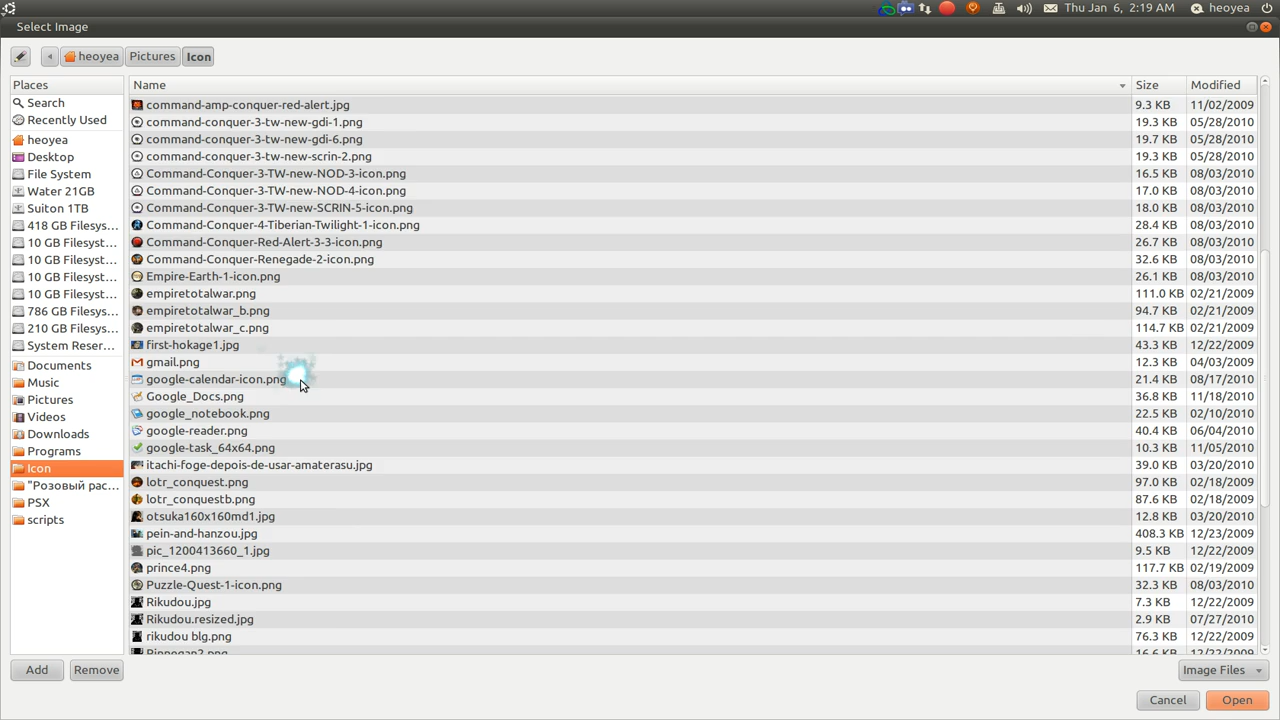 Thu Jan 6, 2:19 AM heoyea
Select Image
heoyea Pictures Icon
Places
Search
Recently Used
heoyea
Desktop
File System
Water 21GB
Suiton 1TB
418 GB Filesys...
10 GB Filesyst...
10 GB Filesyst...
10 GB Filesyst...
10 GB Filesyst...
786 GB Filesys...
210 GB Filesys...
System Reser...
Documents
Music
Pictures
Videos
Downloads
Programs
Icon
"Розовый рас...
PSX
scripts
Name Size Modified
command-amp-conquer-red-alert.jpg 9.3 KB 11/02/2009
command-conquer-3-tw-new-gdi-1.png 19.3 KB 05/28/2010
command-conquer-3-tw-new-gdi-6.png 19.7 KB 05/28/2010
command-conquer-3-tw-new-scrin-2.png 19.3 KB 05/28/2010
Command-Conquer-3-TW-new-NOD-3-icon.png 16.5 KB 08/03/2010
Command-Conquer-3-TW-new-NOD-4-icon.png 17.0 KB 08/03/2010
Command-Conquer-3-TW-new-SCRIN-5-icon.png 18.0 KB 08/03/2010
Command-Conquer-4-Tiberian-Twilight-1-icon.png 28.4 KB 08/03/2010
Command-Conquer-Red-Alert-3-3-icon.png 26.7 KB 08/03/2010
Command-Conquer-Renegade-2-icon.png 32.6 KB 08/03/2010
Empire-Earth-1-icon.png 26.1 KB 08/03/2010
empiretotalwar.png 111.0 KB 02/21/2009
empiretotalwar_b.png 94.7 KB 02/21/2009
empiretotalwar_c.png 114.7 KB 02/21/2009
first-hokage1.jpg 43.3 KB 12/22/2009
gmail.png 12.3 KB 04/03/2009
google-calendar-icon.png 21.4 KB 08/17/2010
Google_Docs.png 36.8 KB 11/18/2010
google_notebook.png 22.5 KB 02/10/2010
google-reader.png 40.4 KB 06/04/2010
google-task_64x64.png 10.3 KB 11/05/2010
itachi-foge-depois-de-usar-amaterasu.jpg 39.0 KB 03/20/2010
lotr_conquest.png 97.0 KB 02/18/2009
lotr_conquestb.png 87.6 KB 02/18/2009
otsuka160x160md1.jpg 12.8 KB 03/20/2010
pein-and-hanzou.jpg 408.3 KB 12/23/2009
pic_1200413660_1.jpg 9.5 KB 12/22/2009
prince4.png 117.7 KB 02/19/2009
Puzzle-Quest-1-icon.png 32.3 KB 08/03/2010
Rikudou.jpg 7.3 KB 12/22/2009
Rikudou.resized.jpg 2.9 KB 07/27/2010
rikudou blg.png 76.3 KB 12/22/2009
Rinnegan2.png 16.6 KB 12/22/2009
Add Remove Image Files
Cancel Open